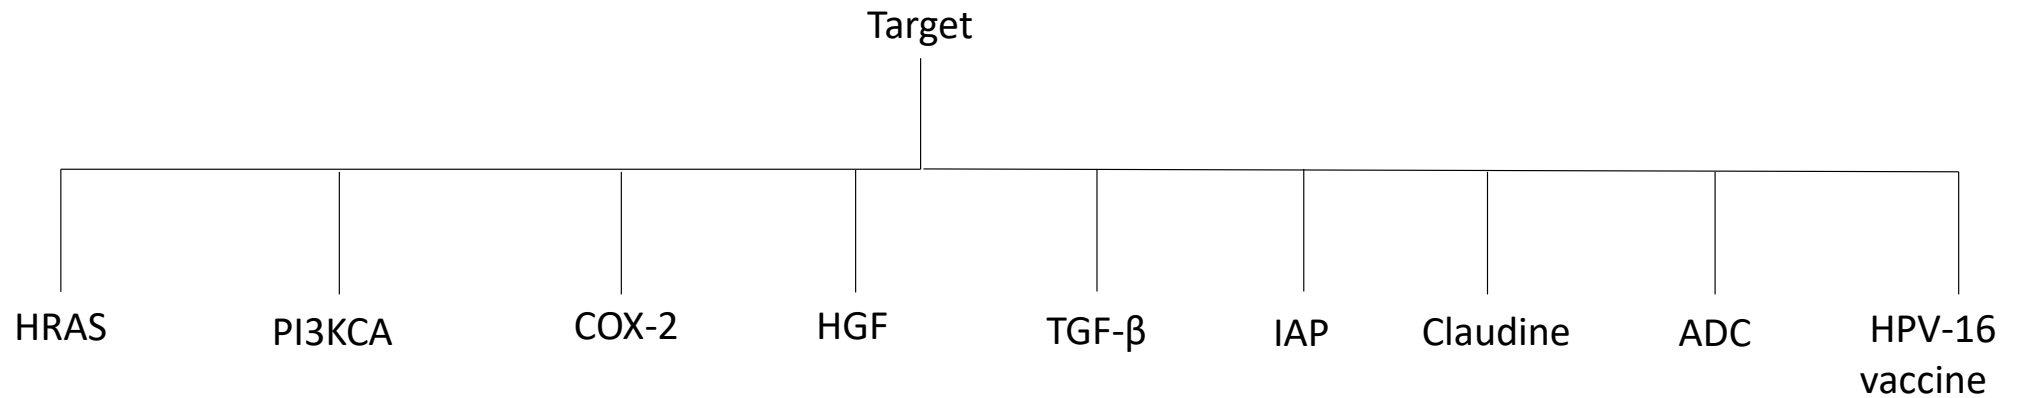 Target
HRAS
PI3KCA
COX-2
HGF
TGF-β
IAP
Claudine
ADC
HPV-16
vaccine